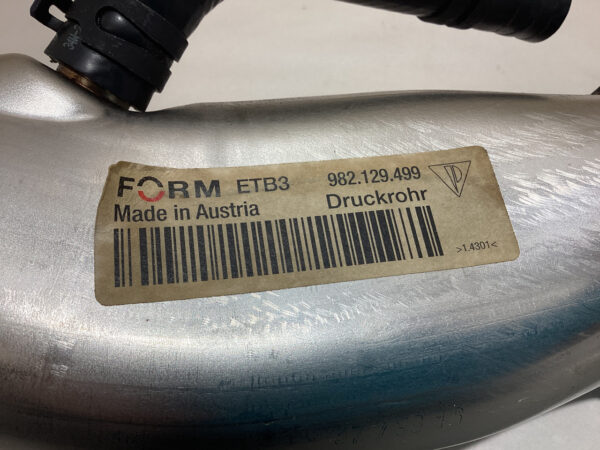 FORM ETB3 982.129.499
Made in Austria Druckrohr
>1.4301<